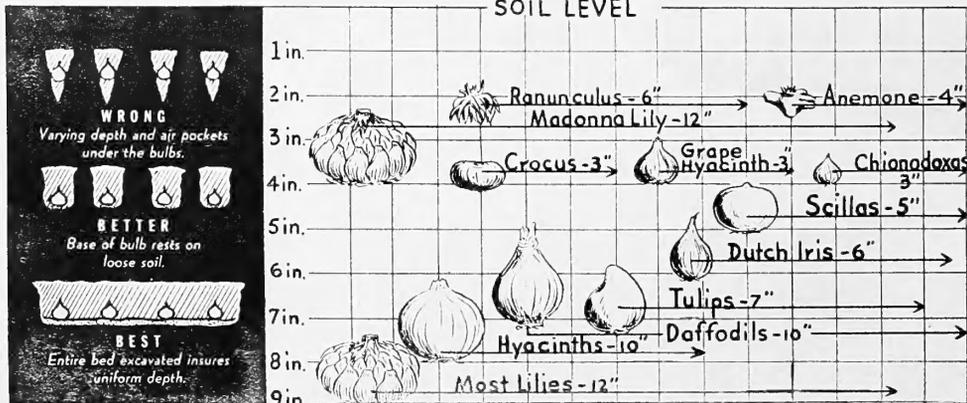 WRONG
Varying depth and air pockets
under the bulbs.
BETTER
Base of bulb rests on
loose soil.
BEST
Entire bed excavated insures
uniform depth.
SOIL LEVEL
1 in.
2 in.
Ranunculus - 6"
Anemone - 4"
Madonna Lily - 12"
3 in.
Crocus - 3"
Grape
Hyacinth - 3"
Chionodoxas
3"
4 in.
Scillas - 5"
5 in.
Dutch Iris - 6"
6 in.
Tulips - 7"
7 in.
Daffodils - 10"
Hyacinths - 10"
8 in.
Most Lilies - 12"
9 in.